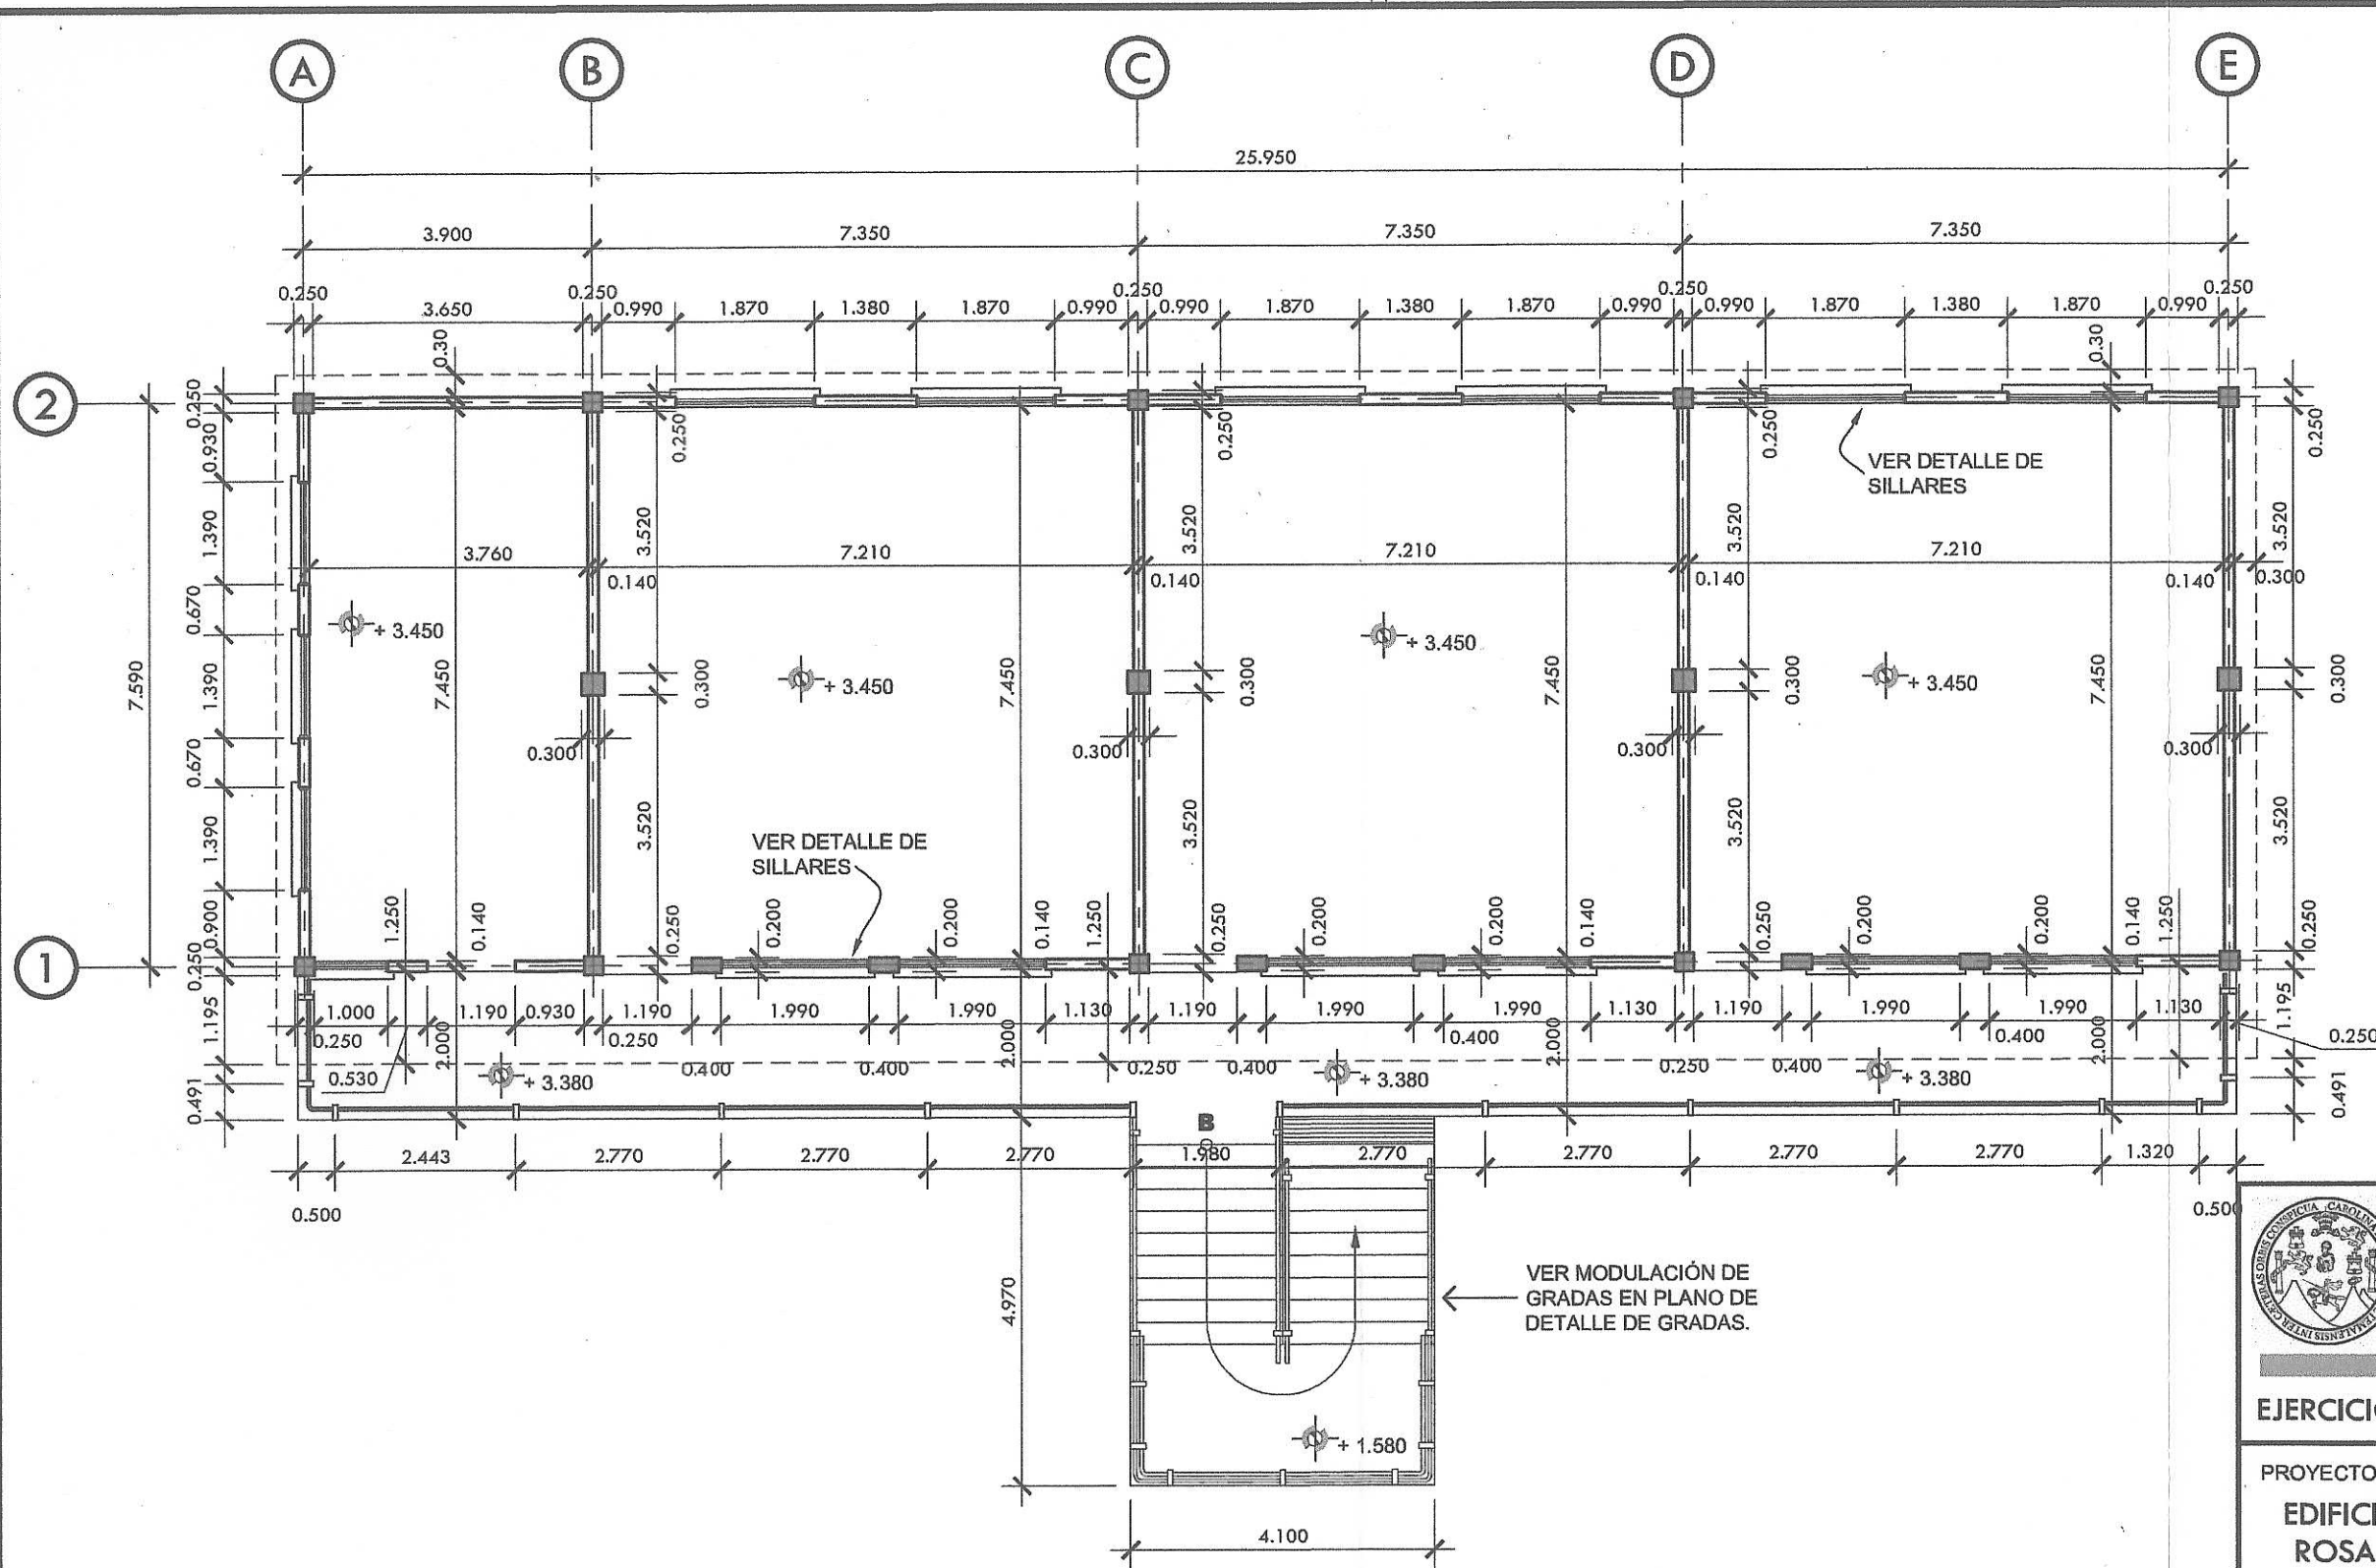 A B C D E
25.950
3.900 7.350 7.350 7.350
0.250 0.250 0.250 0.250 0.250
3.650 0.990 1.870 1.380 1.870 0.990 0.990 1.870 1.380 1.870 0.990 0.990 1.870 1.380 1.870 0.990
0.30 0.30
2
0.250 0.250 0.250 0.250 0.250
0.930
VER DETALLE DE
SILLARES
1.390 3.520 3.520 3.520 3.520
3.760 7.210 7.210 7.210
0.140 0.140 0.140 0.140 0.300
0.670
+ 3.450 + 3.450 + 3.450 + 3.450
7.590 1.390 7.450 0.300 7.450 0.300 7.450 0.300 7.450 0.300
0.300 0.300 0.300 0.300
0.670
1.390 3.520 3.520 3.520 3.520
VER DETALLE DE
SILLARES
0.900 1.250 0.140 0.250 0.200 0.200 0.140 1.250 0.250 0.200 0.200 0.140 0.250 0.200 0.200 0.140 1.250 0.250
1
0.250
1.195 1.000 1.190 0.930 1.190 1.990 1.990 1.130 1.190 1.990 1.990 1.130 1.190 1.990 1.990 1.130 1.195
0.250 2.000 0.250 2.000 0.400 2.000 0.400 2.000 0.250
0.530 0.400 0.400 0.250 0.400 0.250 0.400
+ 3.380 + 3.380 + 3.380
0.491 0.491
B
2.443 2.770 2.770 2.770 1.980 2.770 2.770 2.770 2.770 1.320
0.500 0.500
4.970
VER MODULACIÓN DE
GRADAS EN PLANO DE
DETALLE DE GRADAS.
+ 1.580
4.100
CETERAS ORBIS CONSPICUA CAROLINA
TEMALENSIS INTER
EJERCICI
PROYECTO
EDIFICI
ROSA